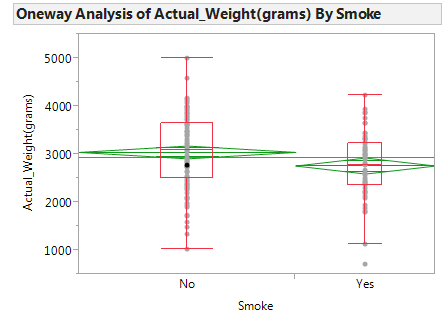 Oneway Analysis of Actual_Weight(grams) By Smoke
5000
4000
3000
2000
1000
Actual_Weight(grams)
No
Yes
Smoke